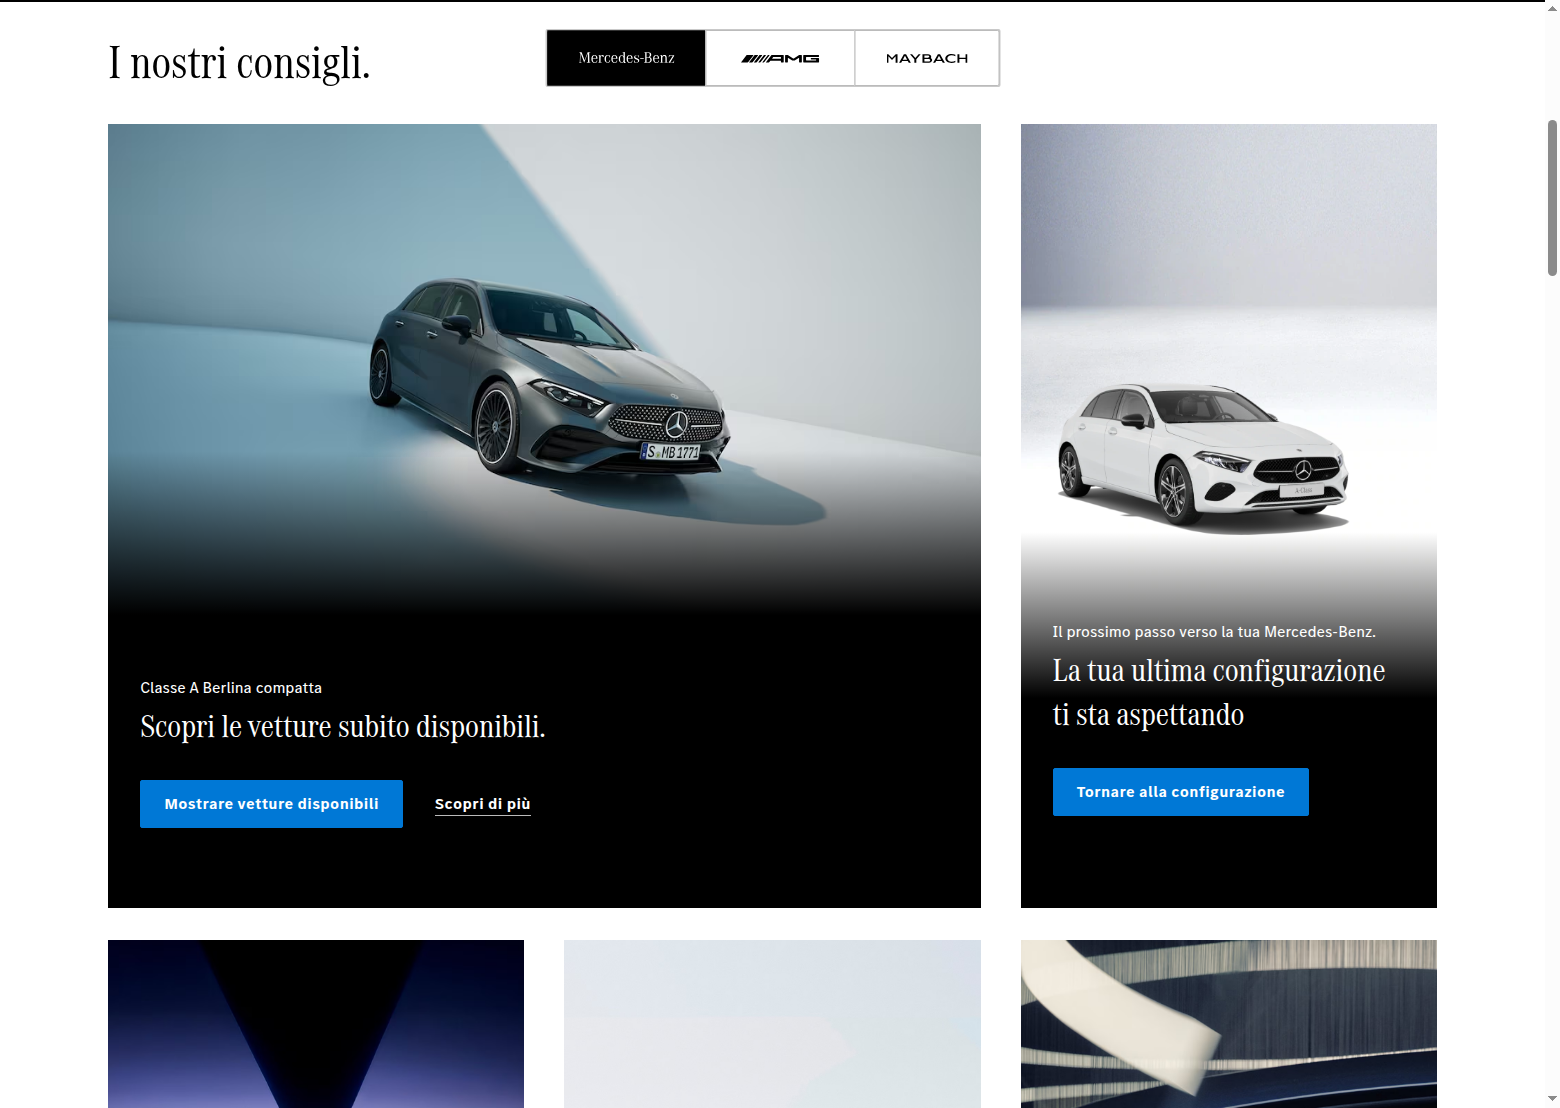 I nostri consigli.
Mercedes-Benz
AMG
MAYBACH
S MB 1771
A-Class
Classe A Berlina compatta
Scopri le vetture subito disponibili.
Mostrare vetture disponibili
Scopri di più
Il prossimo passo verso la tua Mercedes-Benz.
La tua ultima configurazione
ti sta aspettando
Tornare alla configurazione